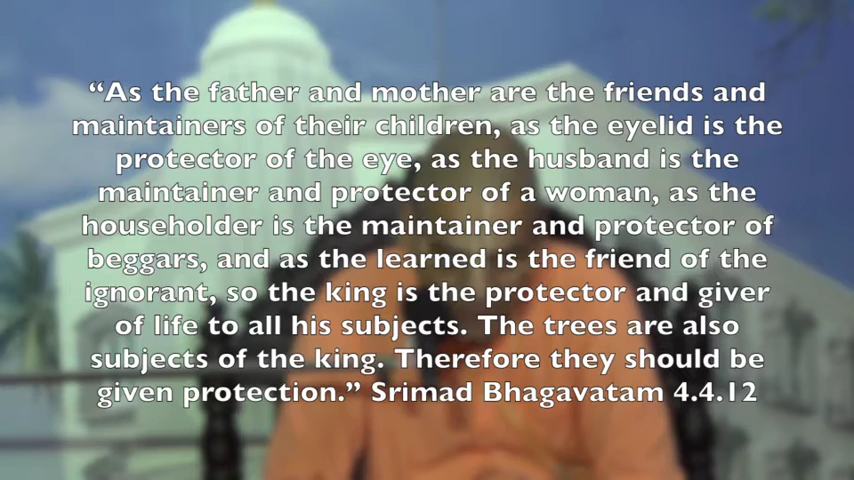 “As the father and mother are the friends and
maintainers of their children, as the eyelid is the
protector of the eye, as the husband is the
maintainer and protector of a woman, as the
householder is the maintainer and protector of
beggars, and as the learned is the friend of the
ignorant, so the king is the protector and giver
of life to all his subjects. The trees are also
subjects of the king. Therefore they should be
given protection.” Srimad Bhagavatam 4.4.12